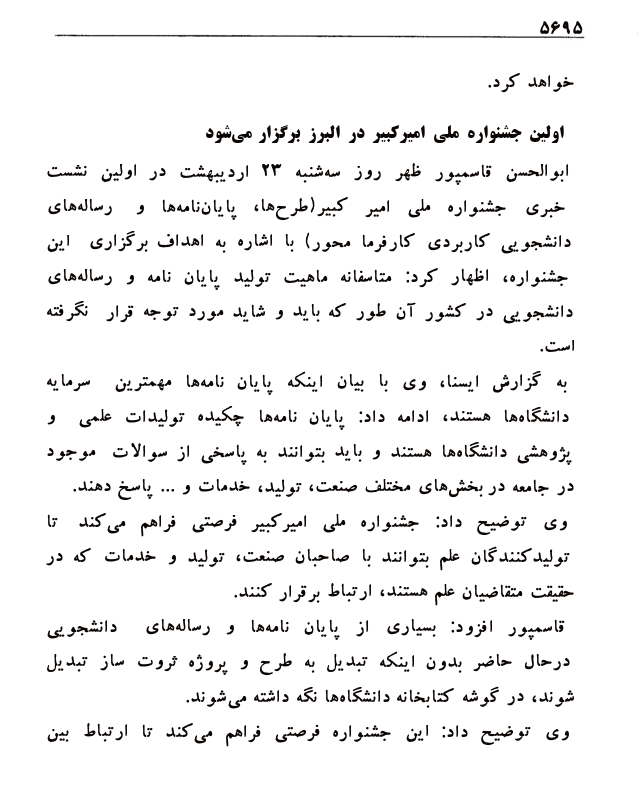 ۵۶۹۵
خواهد کرد.
اولین جشنواره ملی امیرکبیر در البرز برگزار می‌شود
ابوالحسن قاسمپور ظهر روز سه‌شنبه ۲۳ اردیبهشت در اولین نشست
خبری جشنواره ملی امیر کبیر(طرح‌ها، پایان‌نامه‌ها و رساله‌های
دانشجویی کاربردی کارفرما محور) با اشاره به اهداف برگزاری این
جشنواره، اظهار کرد: متاسفانه ماهیت تولید پایان نامه و رساله‌های
دانشجویی در کشور آن طور که باید و شاید مورد توجه قرار نگرفته
است.
به گزارش ایسنا، وی با بیان اینکه پایان نامه‌ها مهمترین سرمایه
دانشگاه‌ها هستند، ادامه داد: پایان نامه‌ها چکیده تولیدات علمی و
پژوهشی دانشگاه‌ها هستند و باید بتوانند به پاسخی از سوالات موجود
در جامعه در بخش‌های مختلف صنعت، تولید، خدمات و ... پاسخ دهند.
وی توضیح داد: جشنواره ملی امیرکبیر فرصتی فراهم می‌کند تا
تولیدکنندگان علم بتوانند با صاحبان صنعت، تولید و خدمات که در
حقیقت متقاضیان علم هستند، ارتباط برقرار کنند.
قاسمپور افزود: بسیاری از پایان نامه‌ها و رساله‌های دانشجویی
درحال حاضر بدون اینکه تبدیل به طرح و پروژه ثروت ساز تبدیل
شوند، در گوشه کتابخانه دانشگاه‌ها نگه داشته می‌شوند.
وی توضیح داد: این جشنواره فرصتی فراهم می‌کند تا ارتباط بین